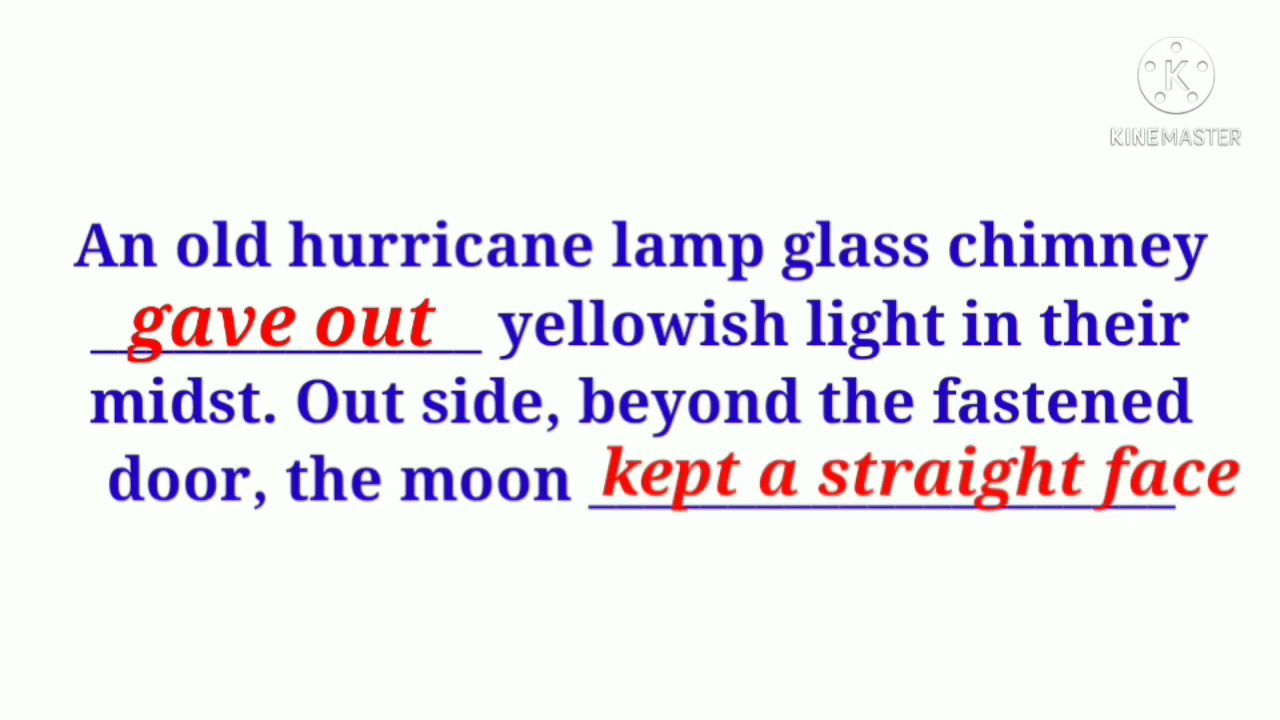 KINEMASTER
An old hurricane lamp glass chimney
gave out yellowish light in their
midst. Out side, beyond the fastened
door, the moon kept a straight face